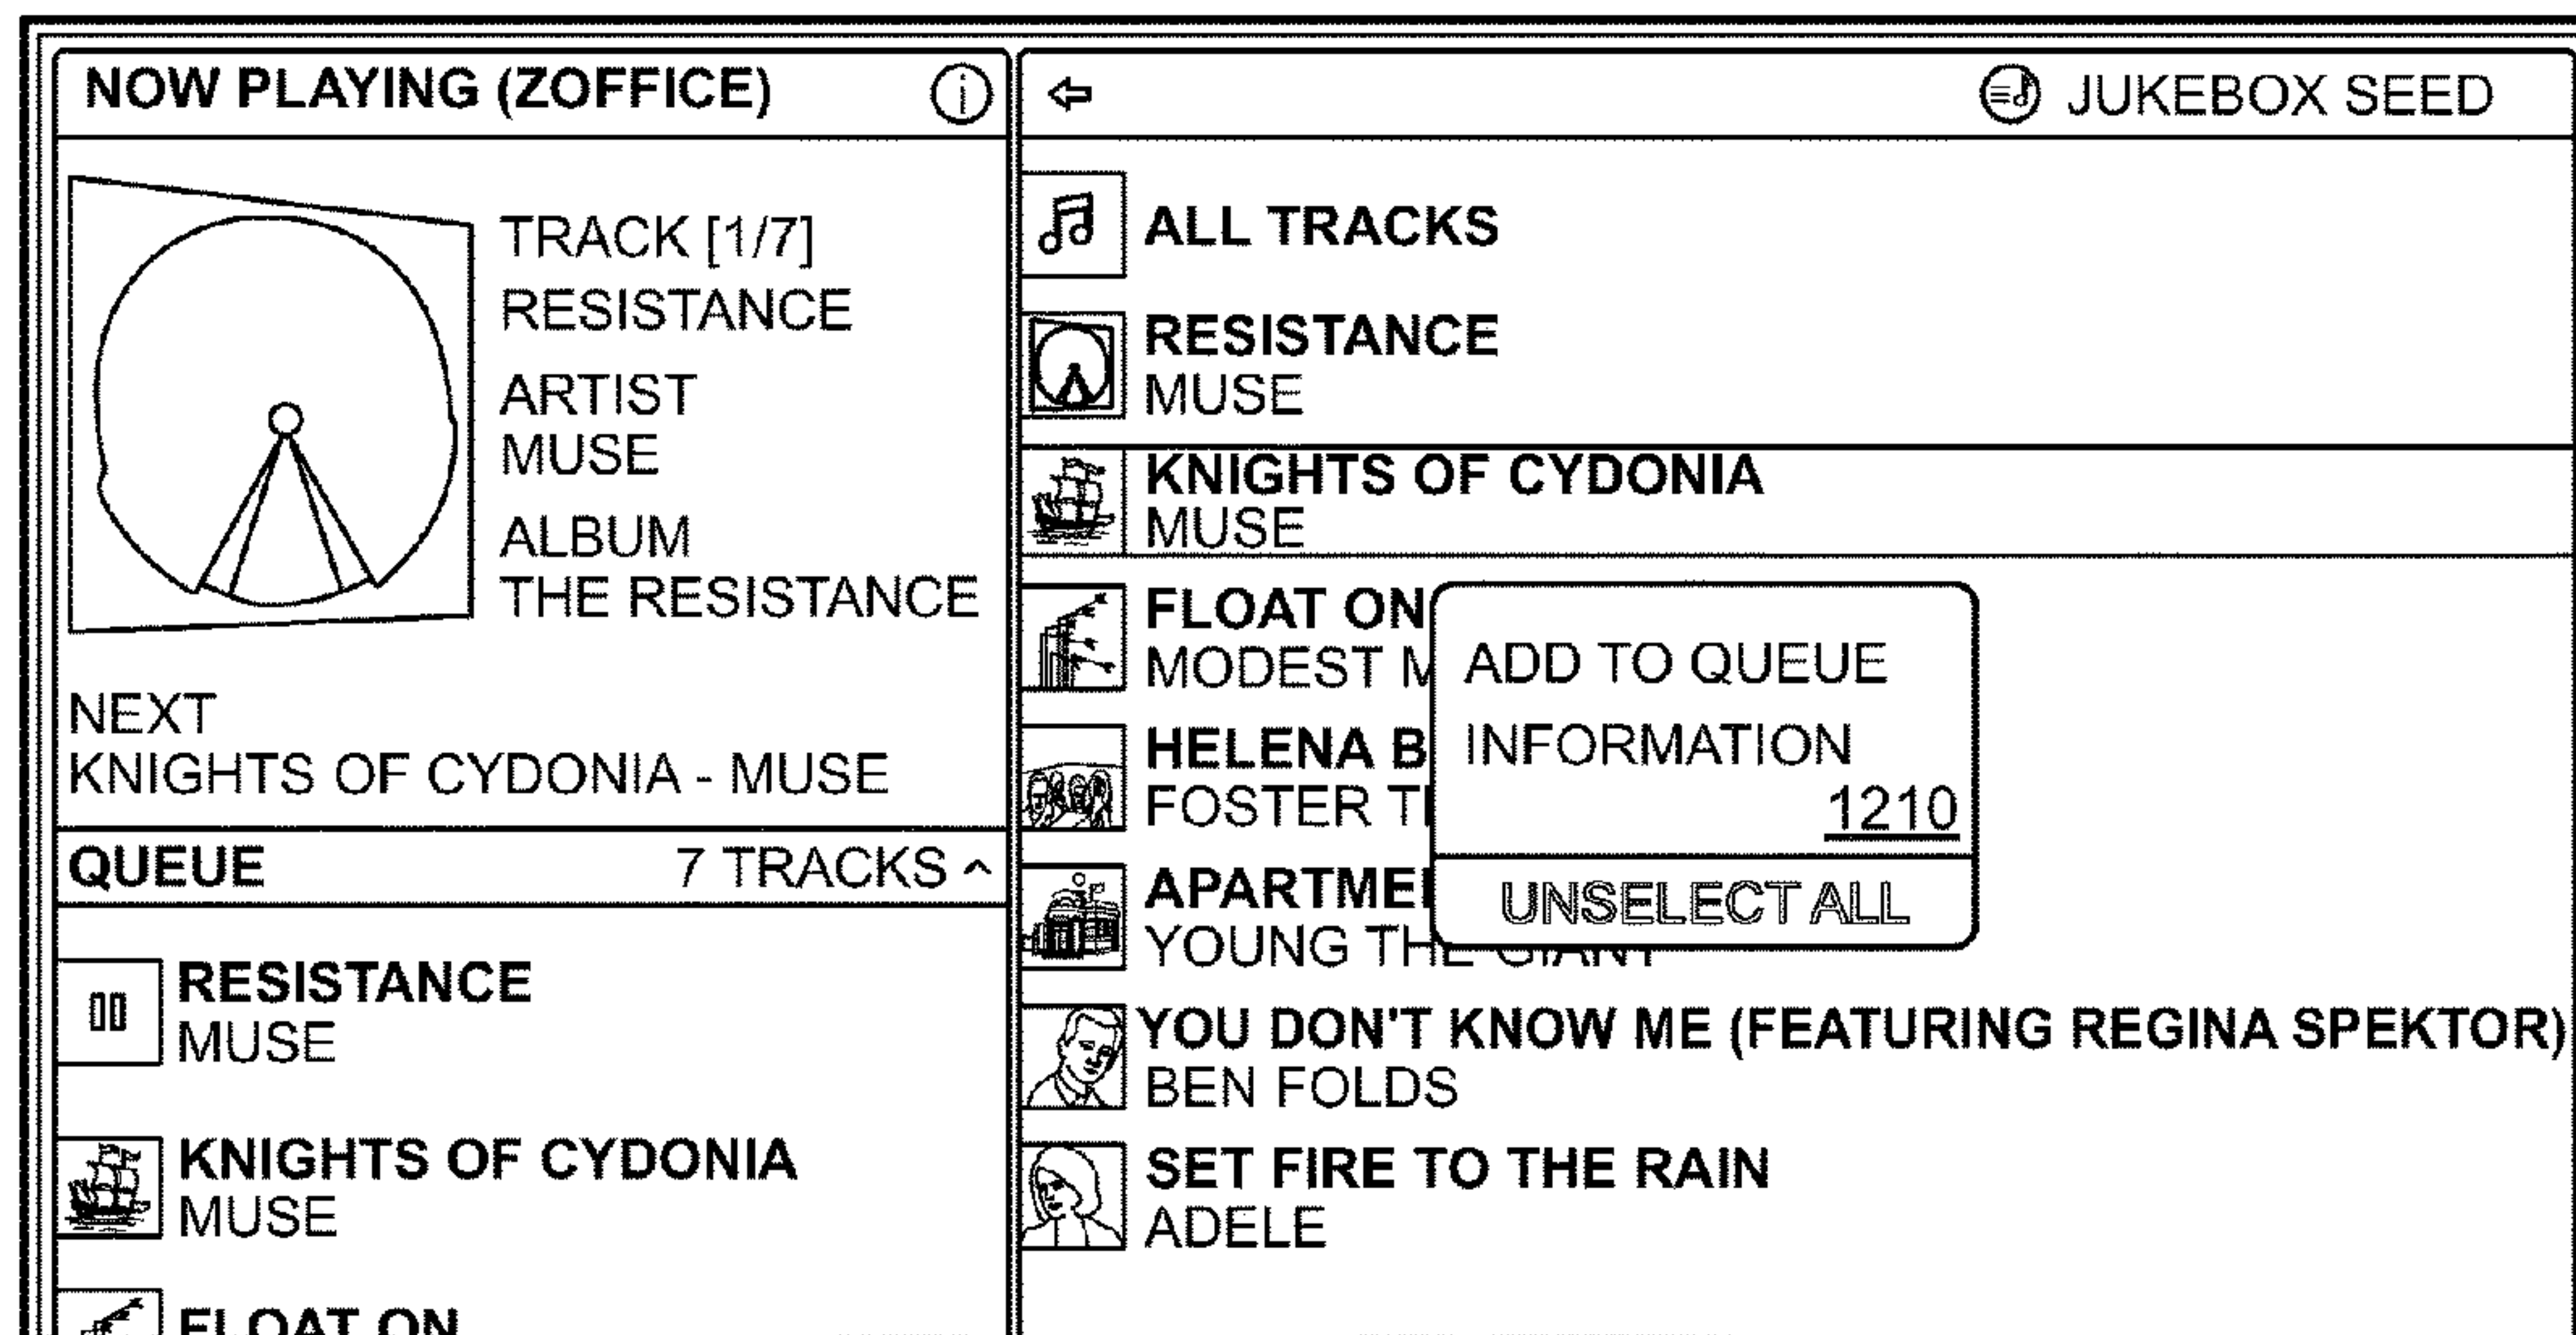 NOW PLAYING (ZOFFICE)
TRACK [1/7]
RESISTANCE
ARTIST
MUSE
ALBUM
THE RESISTANCE
NEXT
KNIGHTS OF CYDONIA - MUSE
QUEUE 7 TRACKS
RESISTANCE
MUSE
KNIGHTS OF CYDONIA
MUSE
FLOAT ON
JUKEBOX SEED
ALL TRACKS
RESISTANCE
MUSE
KNIGHTS OF CYDONIA
MUSE
FLOAT ON
MODEST
HELENA
FOSTER
YOUNG THE GIANT
YOU DON'T KNOW ME (FEATURING REGINA SPEKTOR)
BEN FOLDS
SET FIRE TO THE RAIN
ADELE
ADD TO QUEUE
INFORMATION
1210
UNSELECT ALL